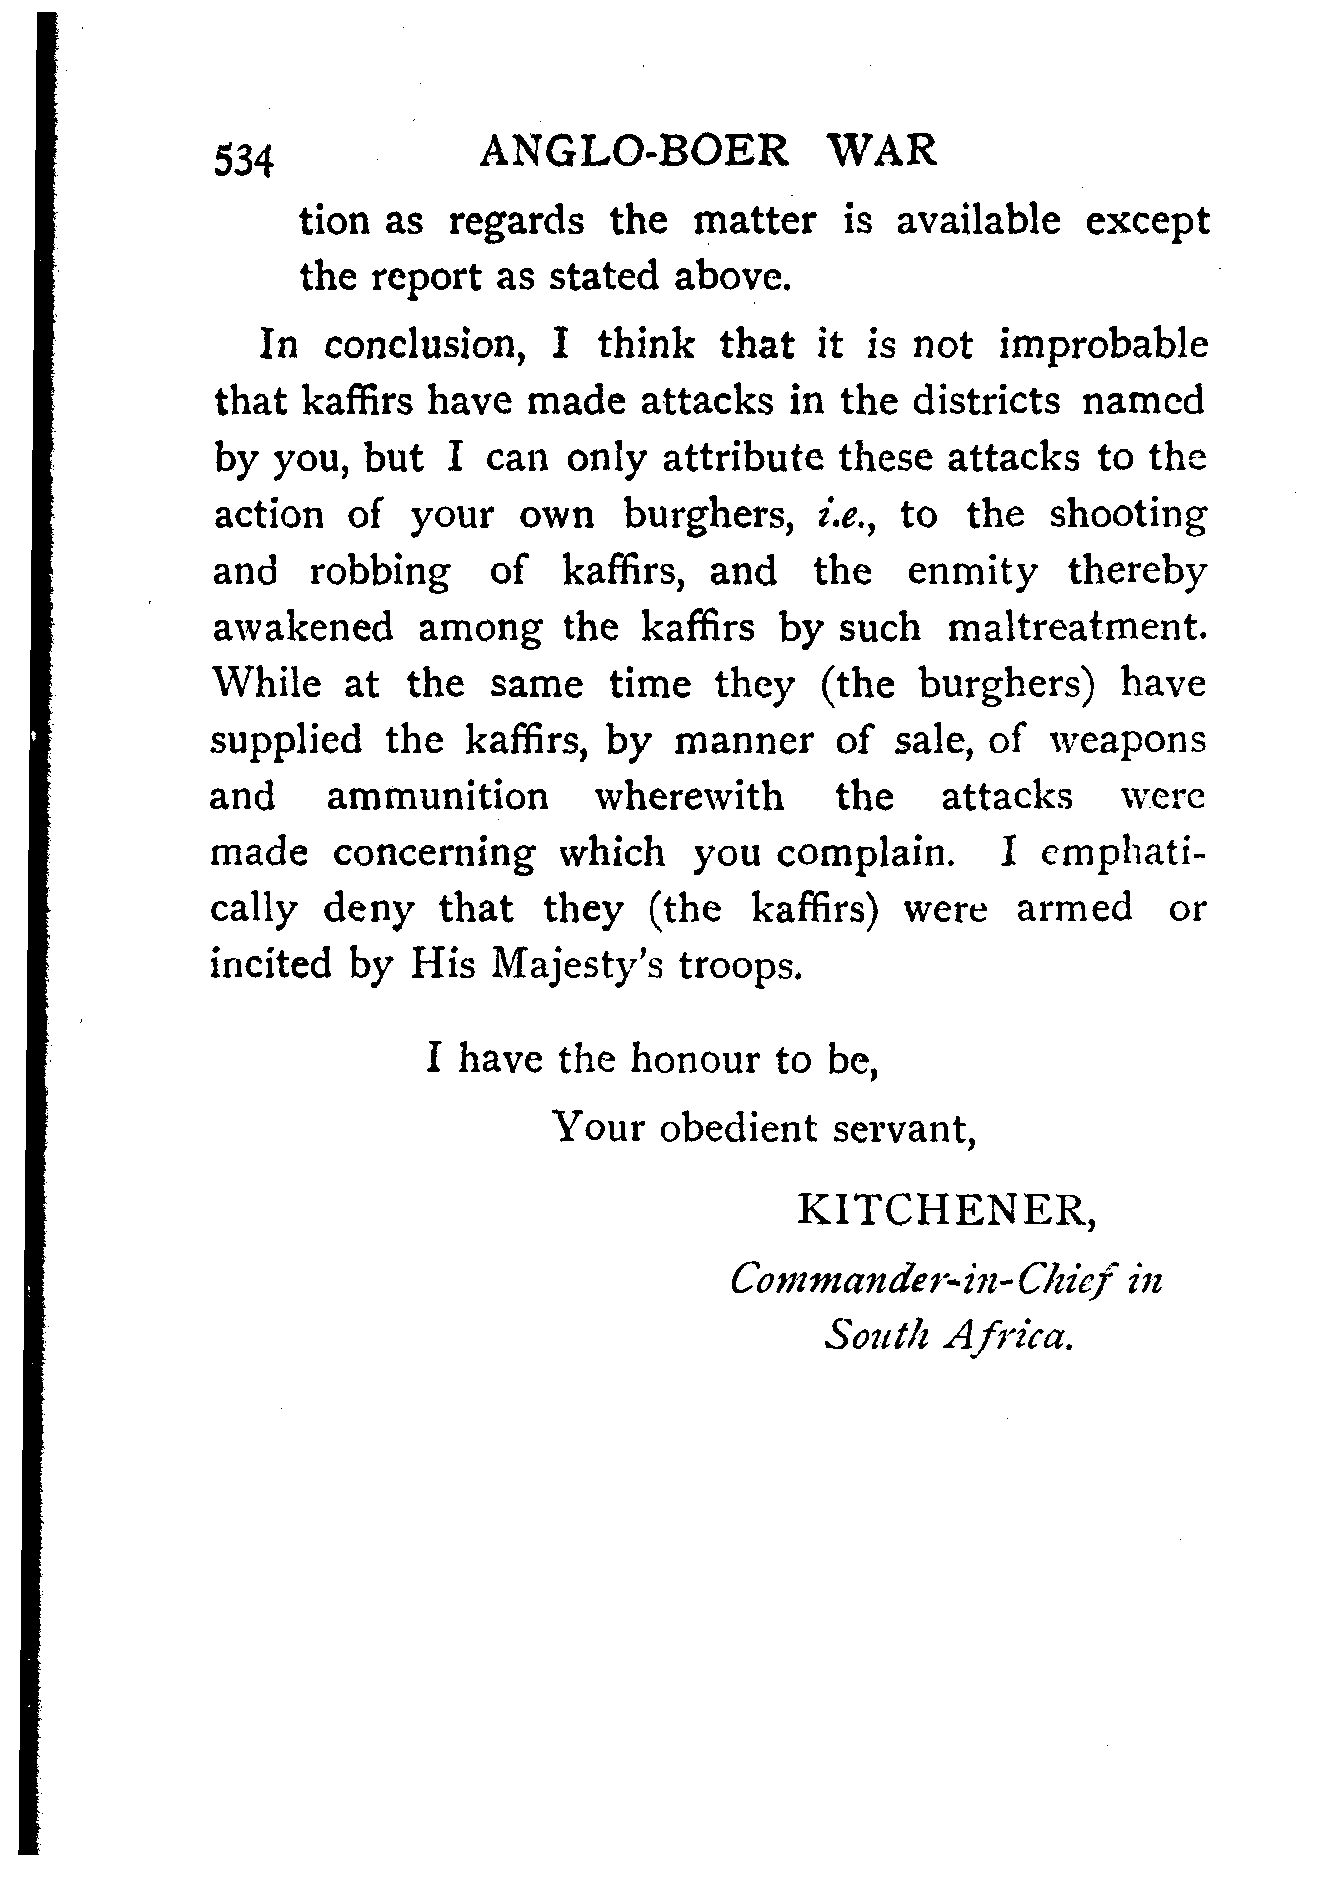 534 ANGLO-BOER WAR
tion as regards the matter is available except
the report as stated above.
In conclusion, I think that it is not improbable
that kaffirs have made attacks in the districts named
by you, but I can only attribute these attacks to the
action of your own burghers, i.e., to the shooting
and robbing of kaffirs, and the enmity thereby
awakened among the kaffirs by such maltreatment.
While at the same time they (the burghers) have
supplied the kaffirs, by manner of sale, of weapons
and ammunition wherewith the attacks were
made concerning which you complain. I emphati-
cally deny that they (the kaffirs) were armed or
incited by His Majesty's troops.
I have the honour to be,
Your obedient servant,
KITCHENER,
Commander-in-Chief in
South Africa.